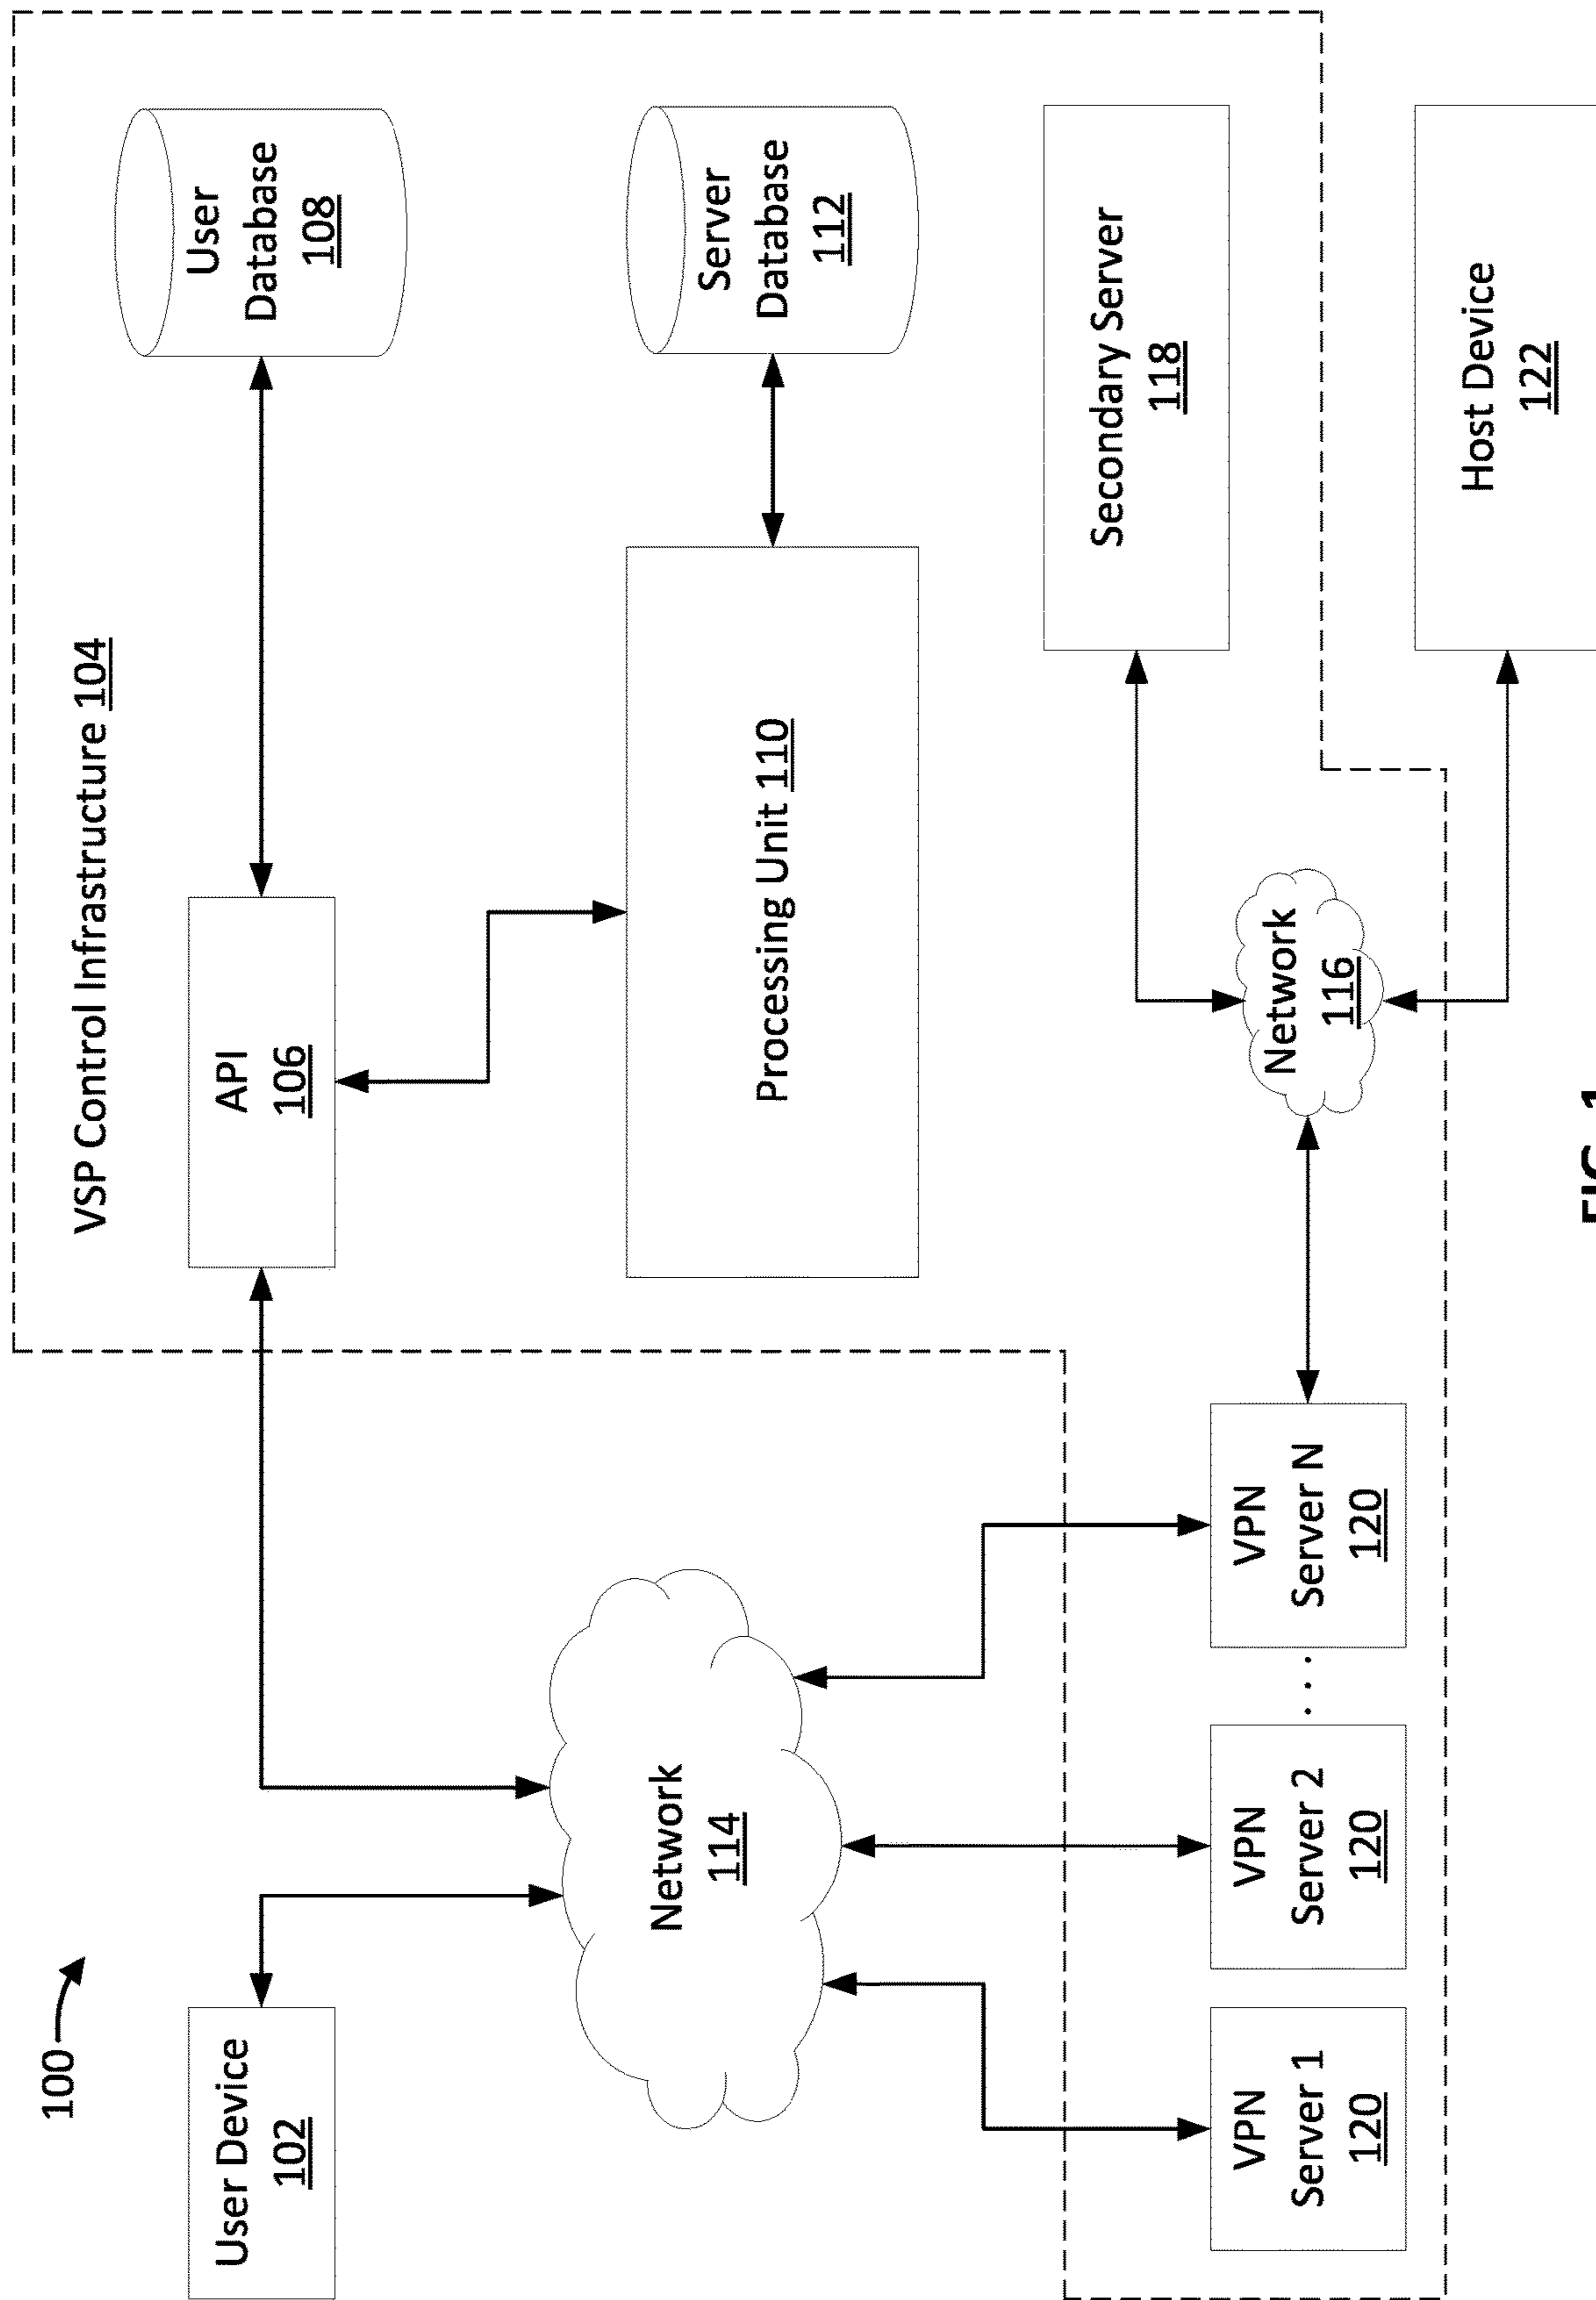 100
User Device
102
VSP Control Infrastructure 104
API
106
User
Database
108
Network
114
Processing Unit 110
Server
Database
112
VPN
Server 1
120
VPN
Server 2
120
. . .
VPN
Server N
120
Network
116
Secondary Server
118
Host Device
122
FIG. 1